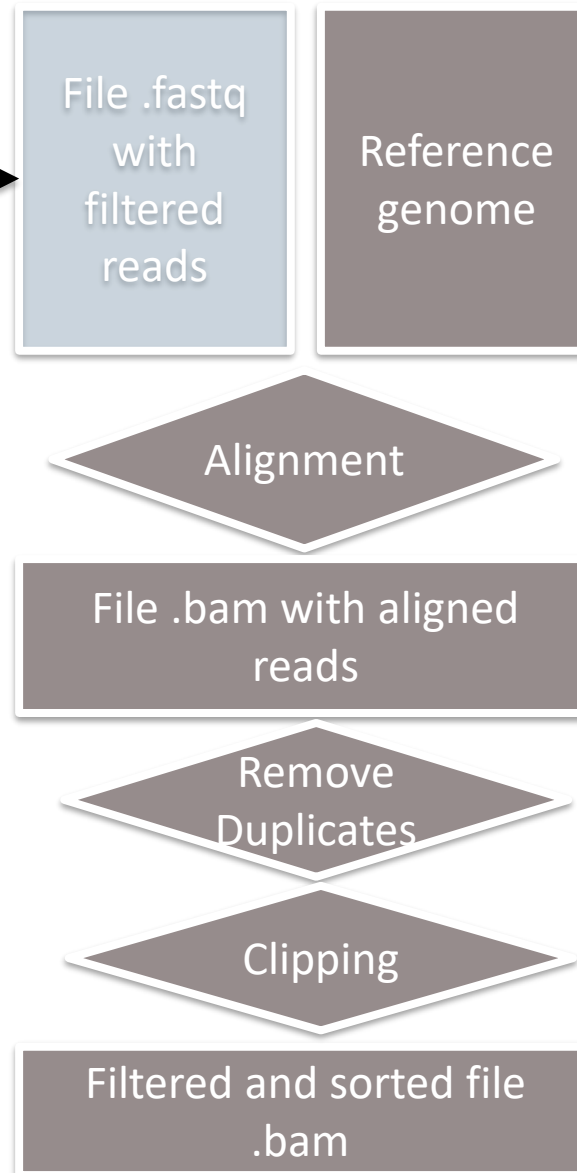 File .fastq
with
filtered
reads
Reference
genome
Alignment
File .bam with aligned
reads
Remove
Duplicates
Clipping
Filtered and sorted file
.bam